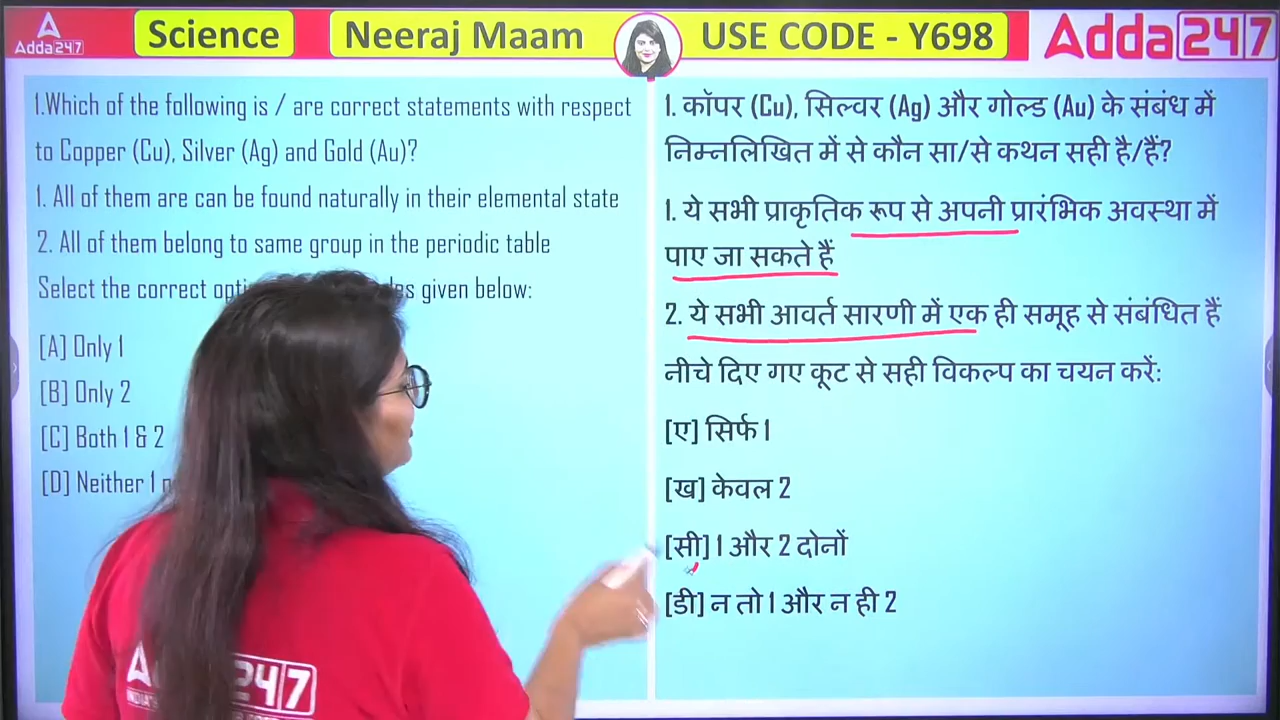 Adda247
Science
Neeraj Maam
USE CODE - Y698
Adda247
1.Which of the following is / are correct statements with respect
to Copper (Cu), Silver (Ag) and Gold (Au)?
1. All of them are can be found naturally in their elemental state
2. All of them belong to same group in the periodic table
Select the correct given below:
[A] Only 1
[B] Only 2
[C] Both 1 & 2
[D] Neither 1
1. कॉपर (Cu), सिल्वर (Ag) और गोल्ड (Au) के संबंध में
निम्नलिखित में से कौन सा/से कथन सही है/हैं?
1. ये सभी प्राकृतिक रूप से अपनी प्रारंभिक अवस्था में
पाए जा सकते हैं
2. ये सभी आवर्त सारणी में एक ही समूह से संबंधित हैं
नीचे दिए गए कूट से सही विकल्प का चयन करें:
[ए] सिर्फ 1
[ख] केवल 2
[सी] 1 और 2 दोनों
[डी] न तो 1 और न ही 2
247